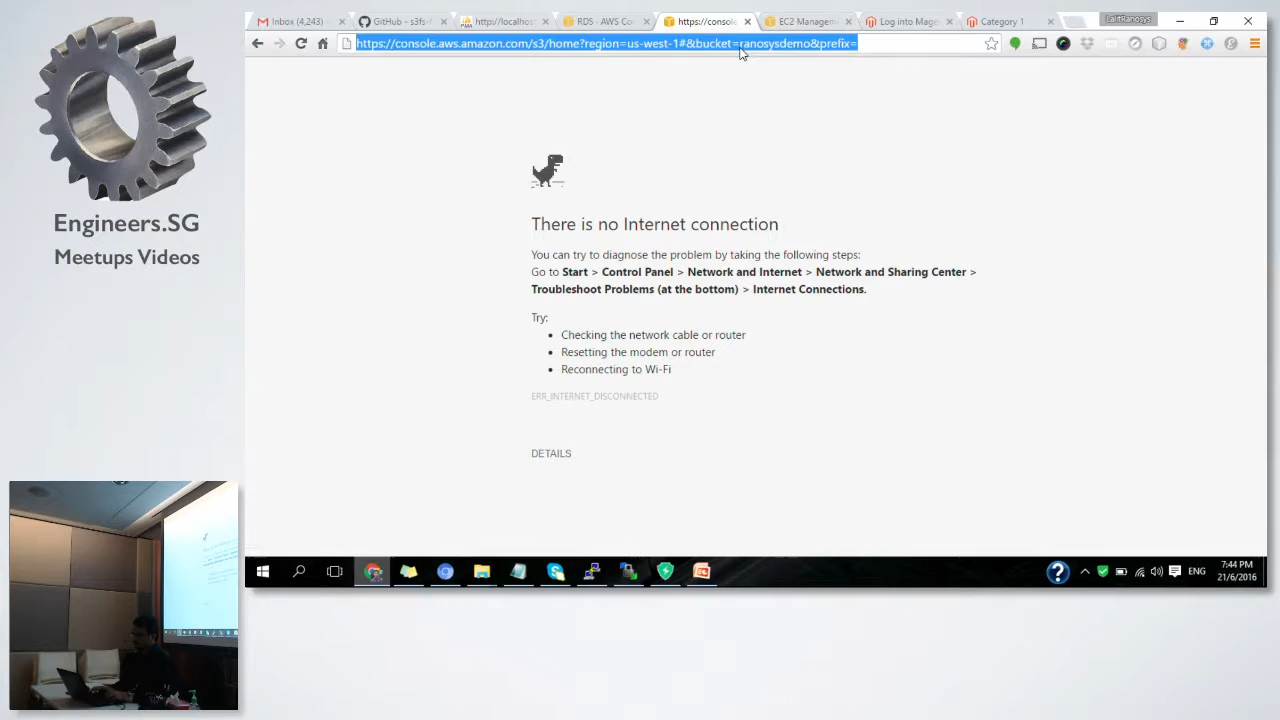 Inbox (4,243)
GitHub - s3fs-f
http://localhost
RDS - AWS Co
https://console
EC2 Managem
Log into Mage
Category 1
LalitRanosys
https://console.aws.amazon.com/s3/home?region=us-west-1#&bucket=ranosysdemo&prefix=
Engineers.SG
Meetups Videos
There is no Internet connection
You can try to diagnose the problem by taking the following steps:
Go to Start > Control Panel > Network and Internet > Network and Sharing Center >
Troubleshoot Problems (at the bottom) > Internet Connections.
Try:
• Checking the network cable or router
• Resetting the modem or router
• Reconnecting to Wi-Fi
ERR_INTERNET_DISCONNECTED
DETAILS
ENG
7:44 PM
21/6/2016